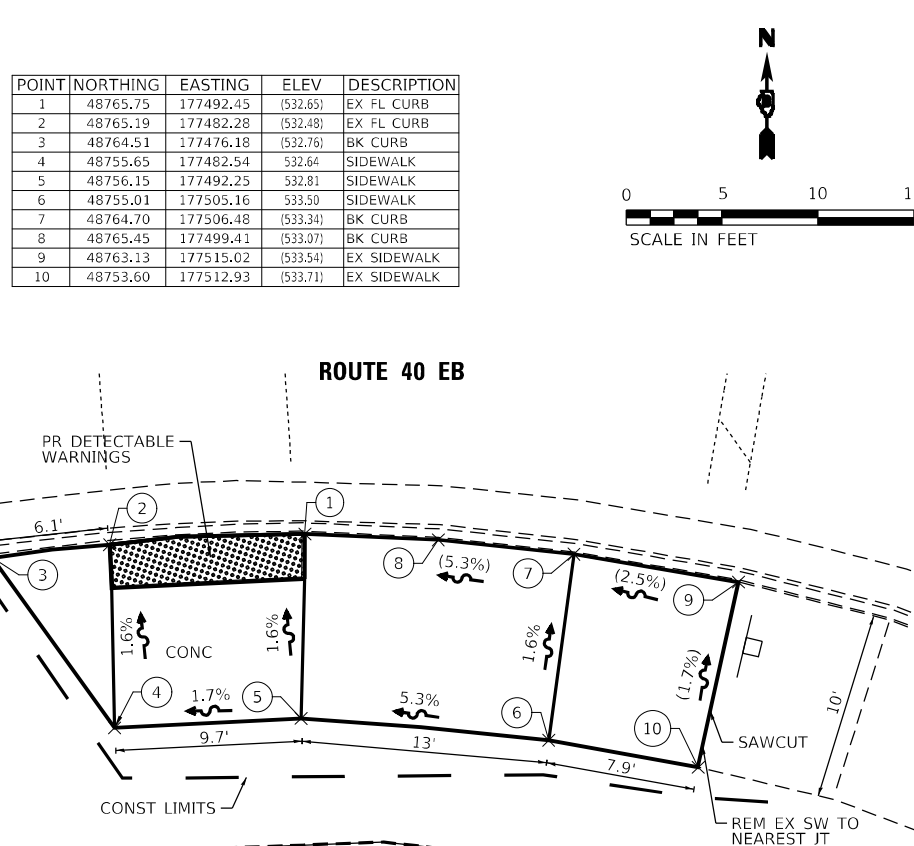 N
POINT NORTHING EASTING ELEV DESCRIPTION
1 48765.75 177492.45 (532.65) EX FL CURB
2 48765.19 177482.28 (532.48) EX FL CURB
3 48764.51 177476.18 (532.76) BK CURB
4 48755.65 177482.54 532.64 SIDEWALK
5 48756.15 177492.25 532.81 SIDEWALK
6 48755.01 177505.16 533.50 SIDEWALK
7 48764.70 177506.48 (533.34) BK CURB
8 48765.45 177499.41 (533.07) BK CURB
9 48763.13 177515.02 (533.54) EX SIDEWALK
10 48753.60 177512.93 (533.71) EX SIDEWALK
0 5 10
SCALE IN FEET
ROUTE 40 EB
PR DETECTABLE
WARNINGS
6.1'
2
1
3
8
(5.3%)
7
(2.5%)
9
1.6%
CONC
1.6%
1.6%
(1.7%)
10'
4
1.7%
5
5.3%
6
10
9.7'
13'
7.9'
SAWCUT
CONST LIMITS
REM EX SW TO
NEAREST JT